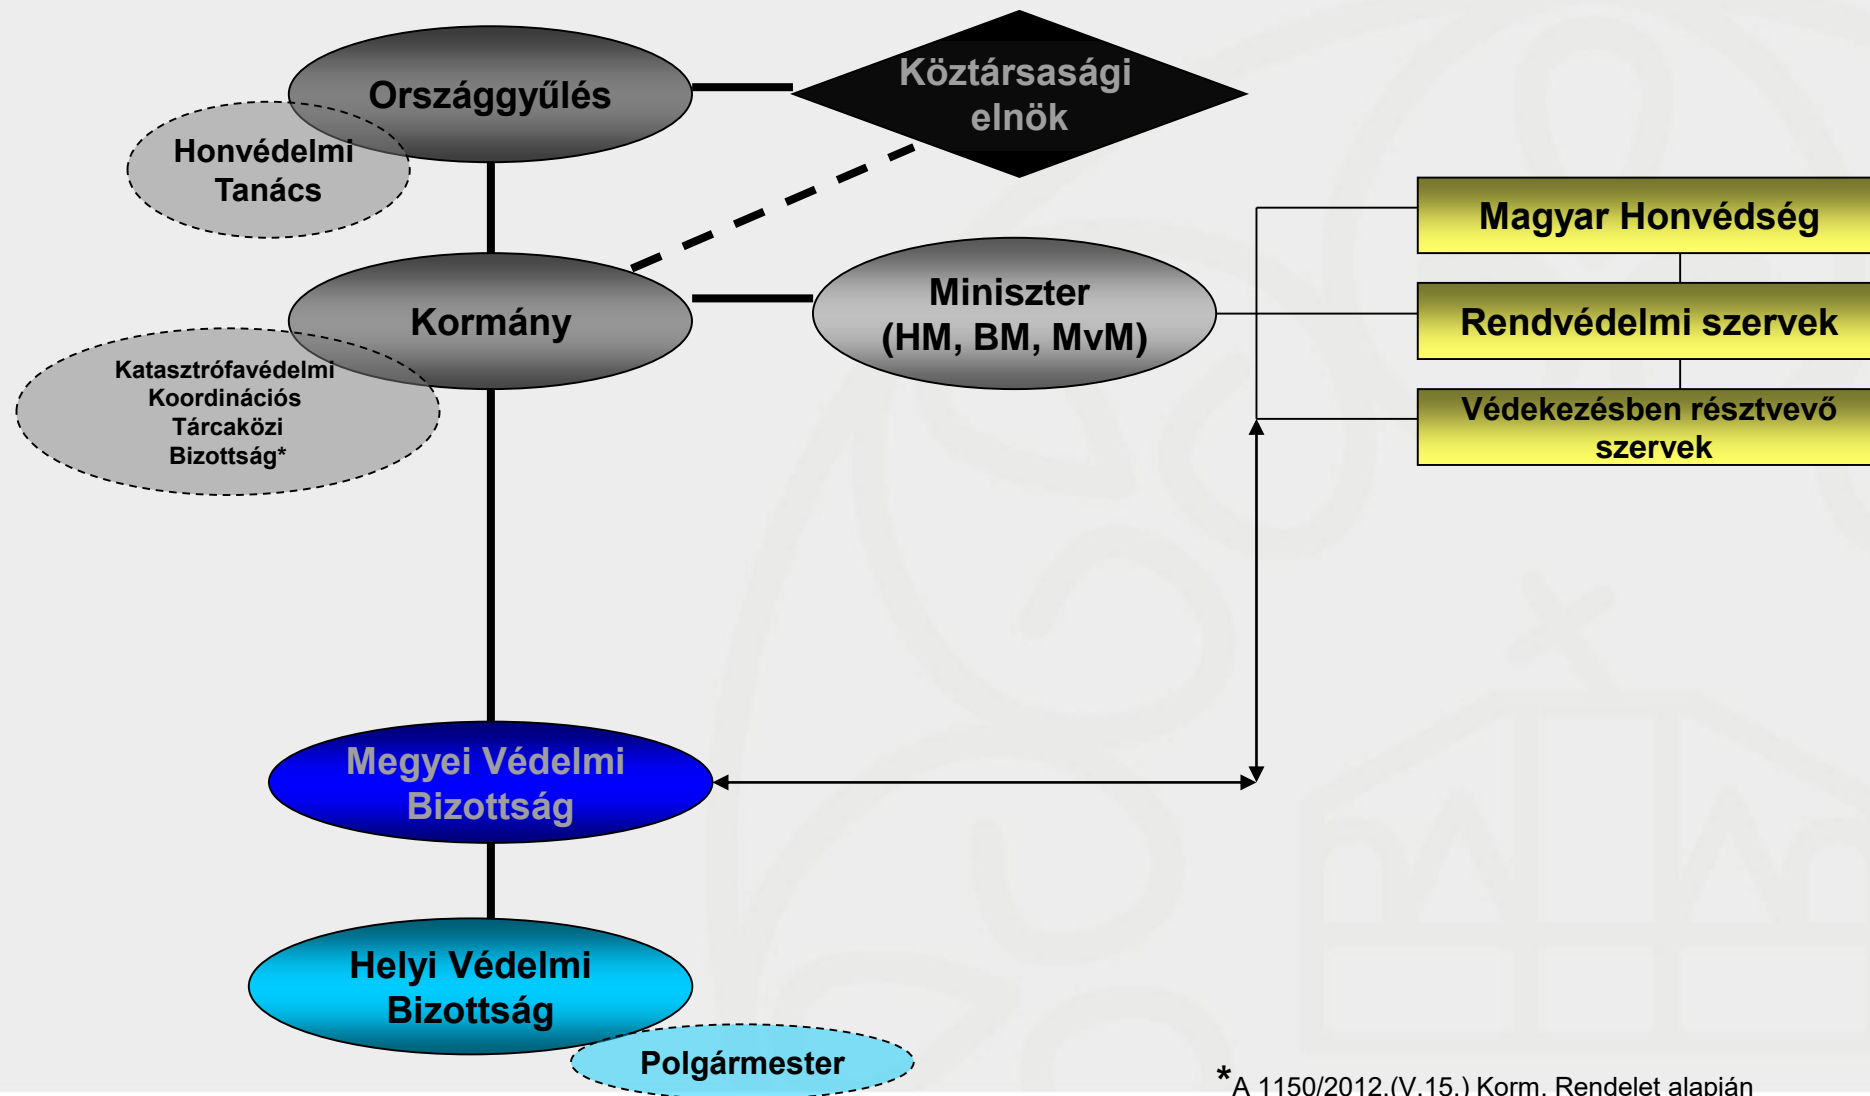 Országgyűlés
Köztársasági
elnök
Honvédelmi
Tanács
Magyar Honvédség
Kormány
Miniszter
(HM, BM, MvM)
Rendvédelmi szervek
Katasztrófavédelmi
Koordinációs
Tárcaközi
Bizottság*
Védekezésben résztvevő
szervek
Megyei Védelmi
Bizottság
Helyi Védelmi
Bizottság
Polgármester
*A 1150/2012.(V.15.) Korm. Rendelet alapján